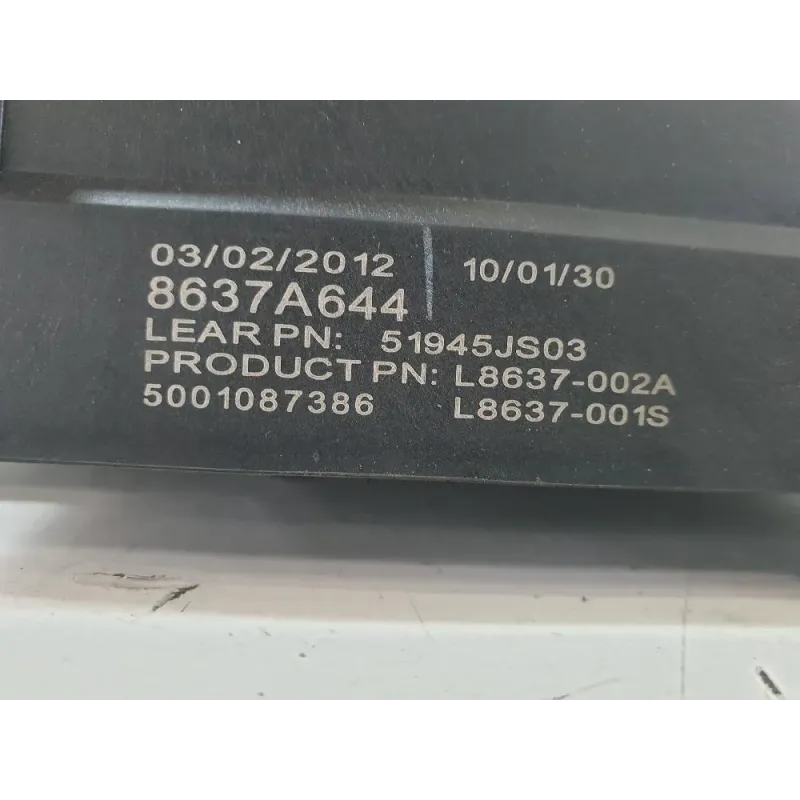 03/02/2012 | 10/01/30
8637A644
LEAR PN: 51945JS03
PRODUCT PN: L8637-002A
5001087386 L8637-001S